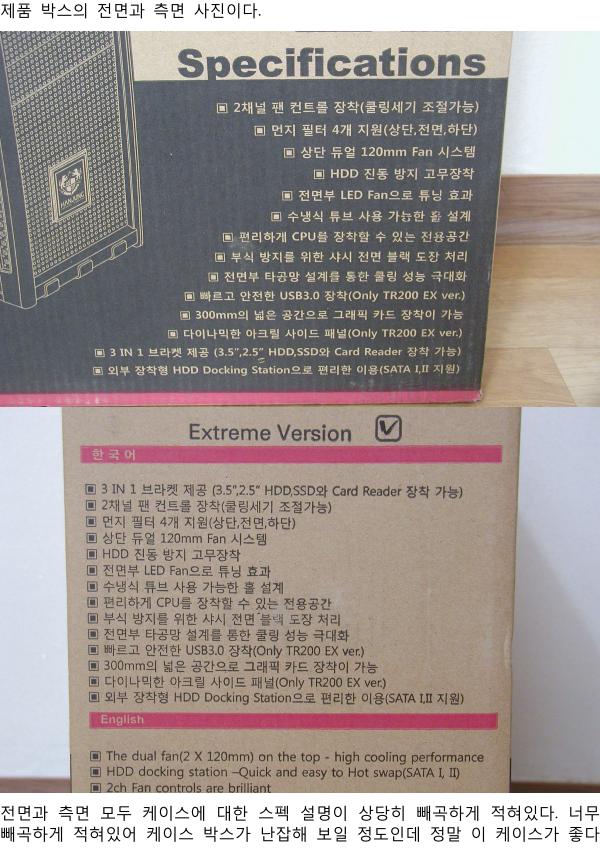 제품 박스의 전면과 측면 사진이다.
Specifications
▣ 2채널 팬 컨트롤 장착(쿨링세기 조절가능)
▣ 먼지 필터 4개 지원(상단,전면,하단)
▣ 상단 듀얼 120mm Fan 시스템
▣ HDD 진동 방지 고무장착
▣ 전면부 LED Fan으로 튜닝 효과
▣ 수냉식 튜브 사용 가능한 홀 설계
▣ 편리하게 CPU를 장착할 수 있는 전용공간
▣ 부식 방지를 위한 샤시 전면 블랙 도장 처리
▣ 전면부 타공망 설계를 통한 쿨링 성능 극대화
▣ 빠르고 안전한 USB3.0 장착(Only TR200 EX ver.)
▣ 300mm의 넓은 공간으로 그래픽 카드 장착이 가능
▣ 다이나믹한 아크릴 사이드 패널(Only TR200 EX ver.)
▣ 3 IN 1 브라켓 제공 (3.5",2.5" HDD,SSD와 Card Reader 장착 가능)
▣ 외부 장착형 HDD Docking Station으로 편리한 이용(SATA I,II 지원)
Extreme Version
한국어
▣ 3 IN 1 브라켓 제공 (3.5",2.5" HDD,SSD와 Card Reader 장착 가능)
▣ 2채널 팬 컨트롤 장착(쿨링세기 조절가능)
▣ 먼지 필터 4개 지원(상단,전면,하단)
▣ 상단 듀얼 120mm Fan 시스템
▣ HDD 진동 방지 고무장착
▣ 전면부 LED Fan으로 튜닝 효과
▣ 수냉식 튜브 사용 가능한 홀 설계
▣ 편리하게 CPU를 장착할 수 있는 전용공간
▣ 부식 방지를 위한 샤시 전면 블랙 도장 처리
▣ 전면부 타공망 설계를 통한 쿨링 성능 극대화
▣ 빠르고 안전한 USB3.0 장착(Only TR200 EX ver.)
▣ 300mm의 넓은 공간으로 그래픽 카드 장착이 가능
▣ 다이나믹한 아크릴 사이드 패널(Only TR200 EX ver.)
▣ 외부 장착형 HDD Docking Station으로 편리한 이용(SATA I,II 지원)
English
▣ The dual fan(2 X 120mm) on the top - high cooling performance
▣ HDD docking station –Quick and easy to Hot swap(SATA I, II)
▣ 2ch Fan controls are brilliant
전면과 측면 모두 케이스에 대한 스펙 설명이 상당히 빼곡하게 적혀있다. 너무
빼곡하게 적혀있어 케이스 박스가 난잡해 보일 정도인데 정말 이 케이스가 좋다